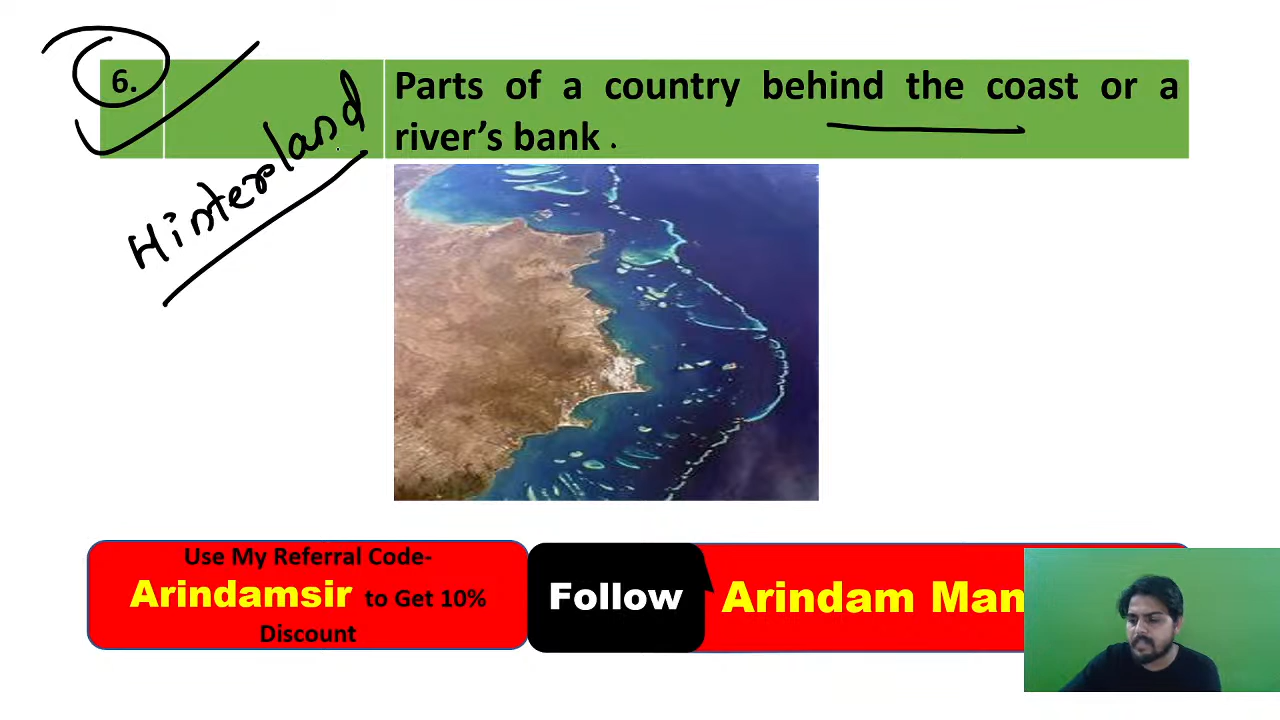 6.
Parts of a country behind the coast or a
river's bank .
Hinterland
Use My Referral Code-
Arindamsir to Get 10%
Discount
Follow
Arindam Man